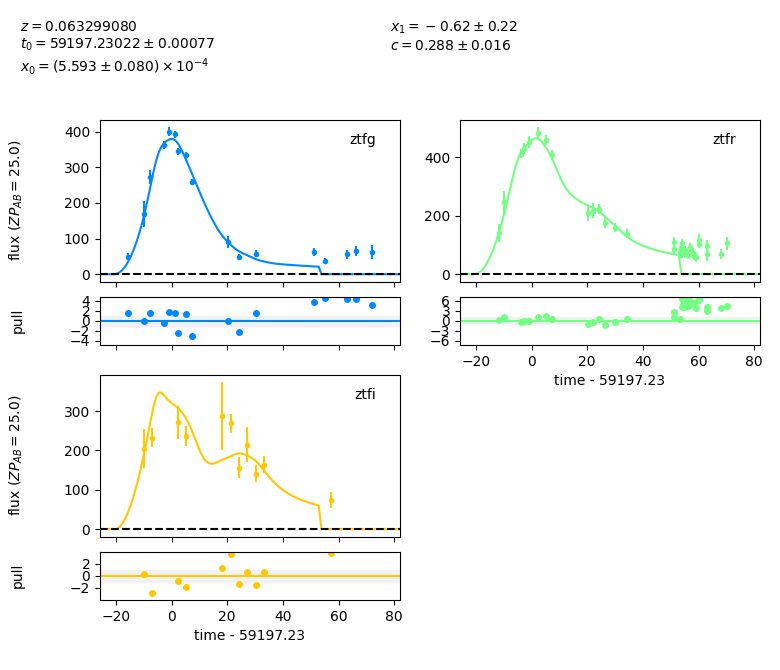 z = 0.063299080
t₀ = 59197.23022 ± 0.00077
x₀ = (5.593 ± 0.080) × 10⁻⁴
x₁ = −0.62 ± 0.22
c = 0.288 ± 0.016
ztfg
flux (ZP_AB = 25.0)
400
300
200
100
0
pull
4
2
0
−2
−4
ztfr
400
200
0
6
3
0
−3
−6
−20 0 20 40 60 80
time - 59197.23
ztfi
flux (ZP_AB = 25.0)
300
200
100
0
pull
2
0
−2
−20 0 20 40 60 80
time - 59197.23